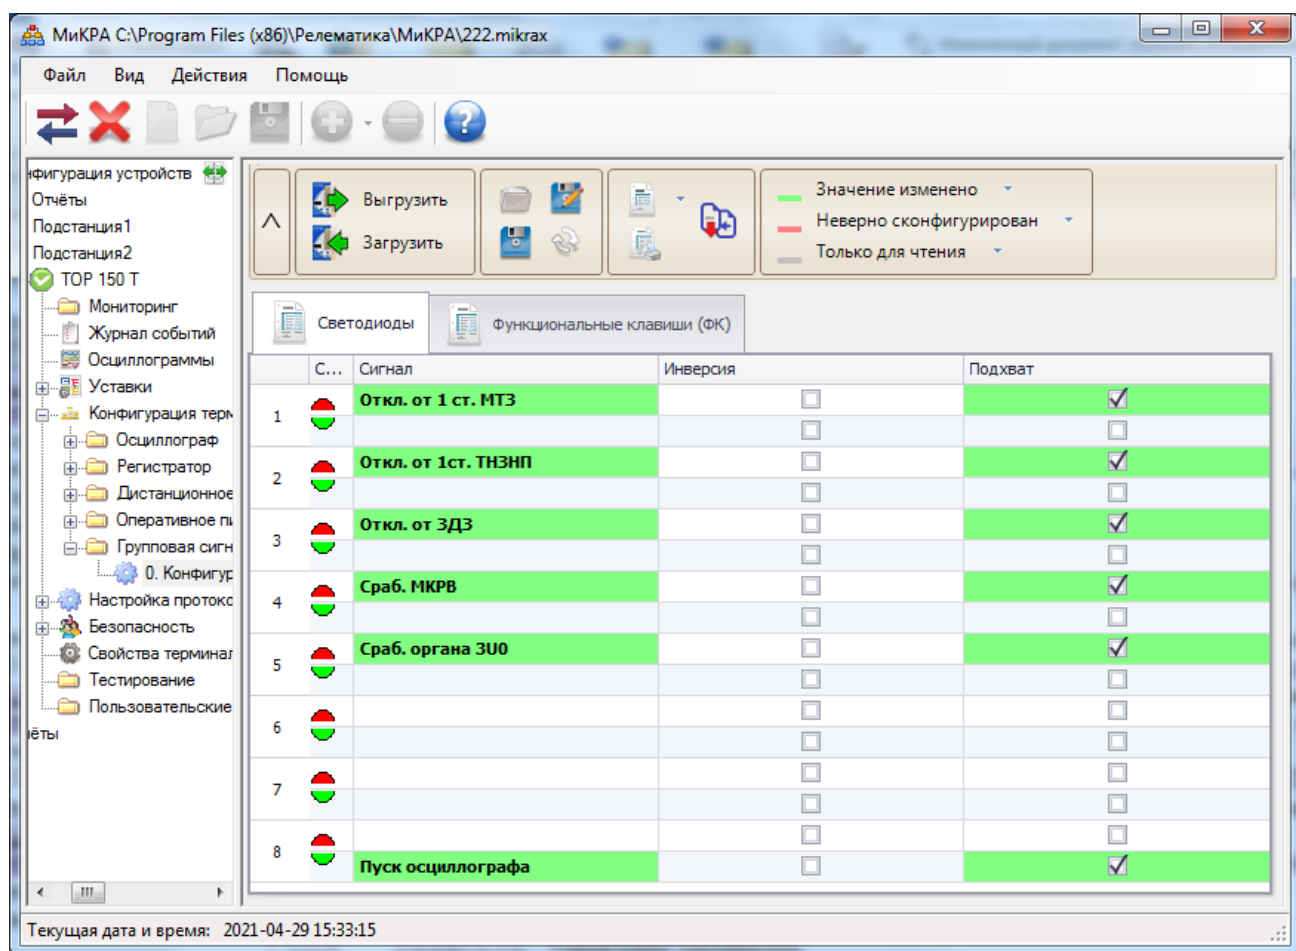 МиКРА C:\Program Files (x86)\Релематика\МиКРА\222.mikrax
Файл Вид Действия Помощь
нфигурация устройств
Отчёты
Подстанция1
Подстанция2
ТОР 150 Т
Мониторинг
Журнал событий
Осциллограммы
Уставки
Конфигурация терм
Осциллограф
Регистратор
Дистанционное
Оперативное пи
Групповая сигн
0. Конфигур
Настройка протоко
Безопасность
Свойства терминал
Тестирование
Пользовательские
чёты
Выгрузить
Загрузить
Значение изменено
Неверно сконфигурирован
Только для чтения
Светодиоды Функциональные клавиши (ФК)
С... Сигнал Инверсия Подхват
1 Откл. от 1 ст. МТЗ
2 Откл. от 1ст. ТНЗНП
3 Откл. от ЗДЗ
4 Сраб. МКРВ
5 Сраб. органа 3U0
6
7
8
Пуск осциллографа
Текущая дата и время: 2021-04-29 15:33:15